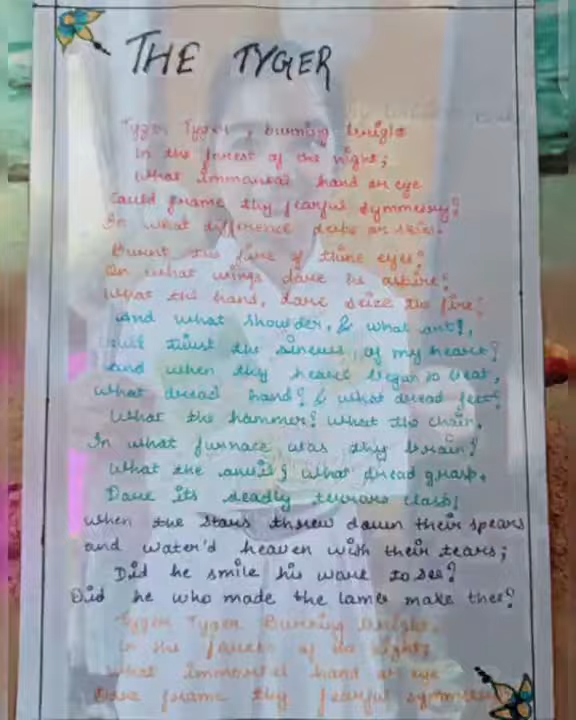 THE TYGER
Tyger Tyger, burning bright
In the forest of the night;
What immortal hand or eye
Could frame thy fearful symmetry?
In what difference deeps or skies.
Burnt the fire of thine eyes?
On what wings dare he aspire?
What the hand, dare seize the fire?
And what shoulder, & what art?,
Could twist the sinews, of my heart?
And when thy heart began to beat,
What dread hand? & what dread feet?
What the hammer? what the chain,
In what furnace was thy brain?
What the anvil? what dread grasp.
Dare its deadly terrors clasp?
When the stars threw down their spears
and water'd heaven with their tears;
Did he smile his work to see?
Did he who made the lamb make thee?
Tyger Tyger Burning bright,
In the forests of the night;
What immortal hand or eye
Dare frame thy fearful symmetry